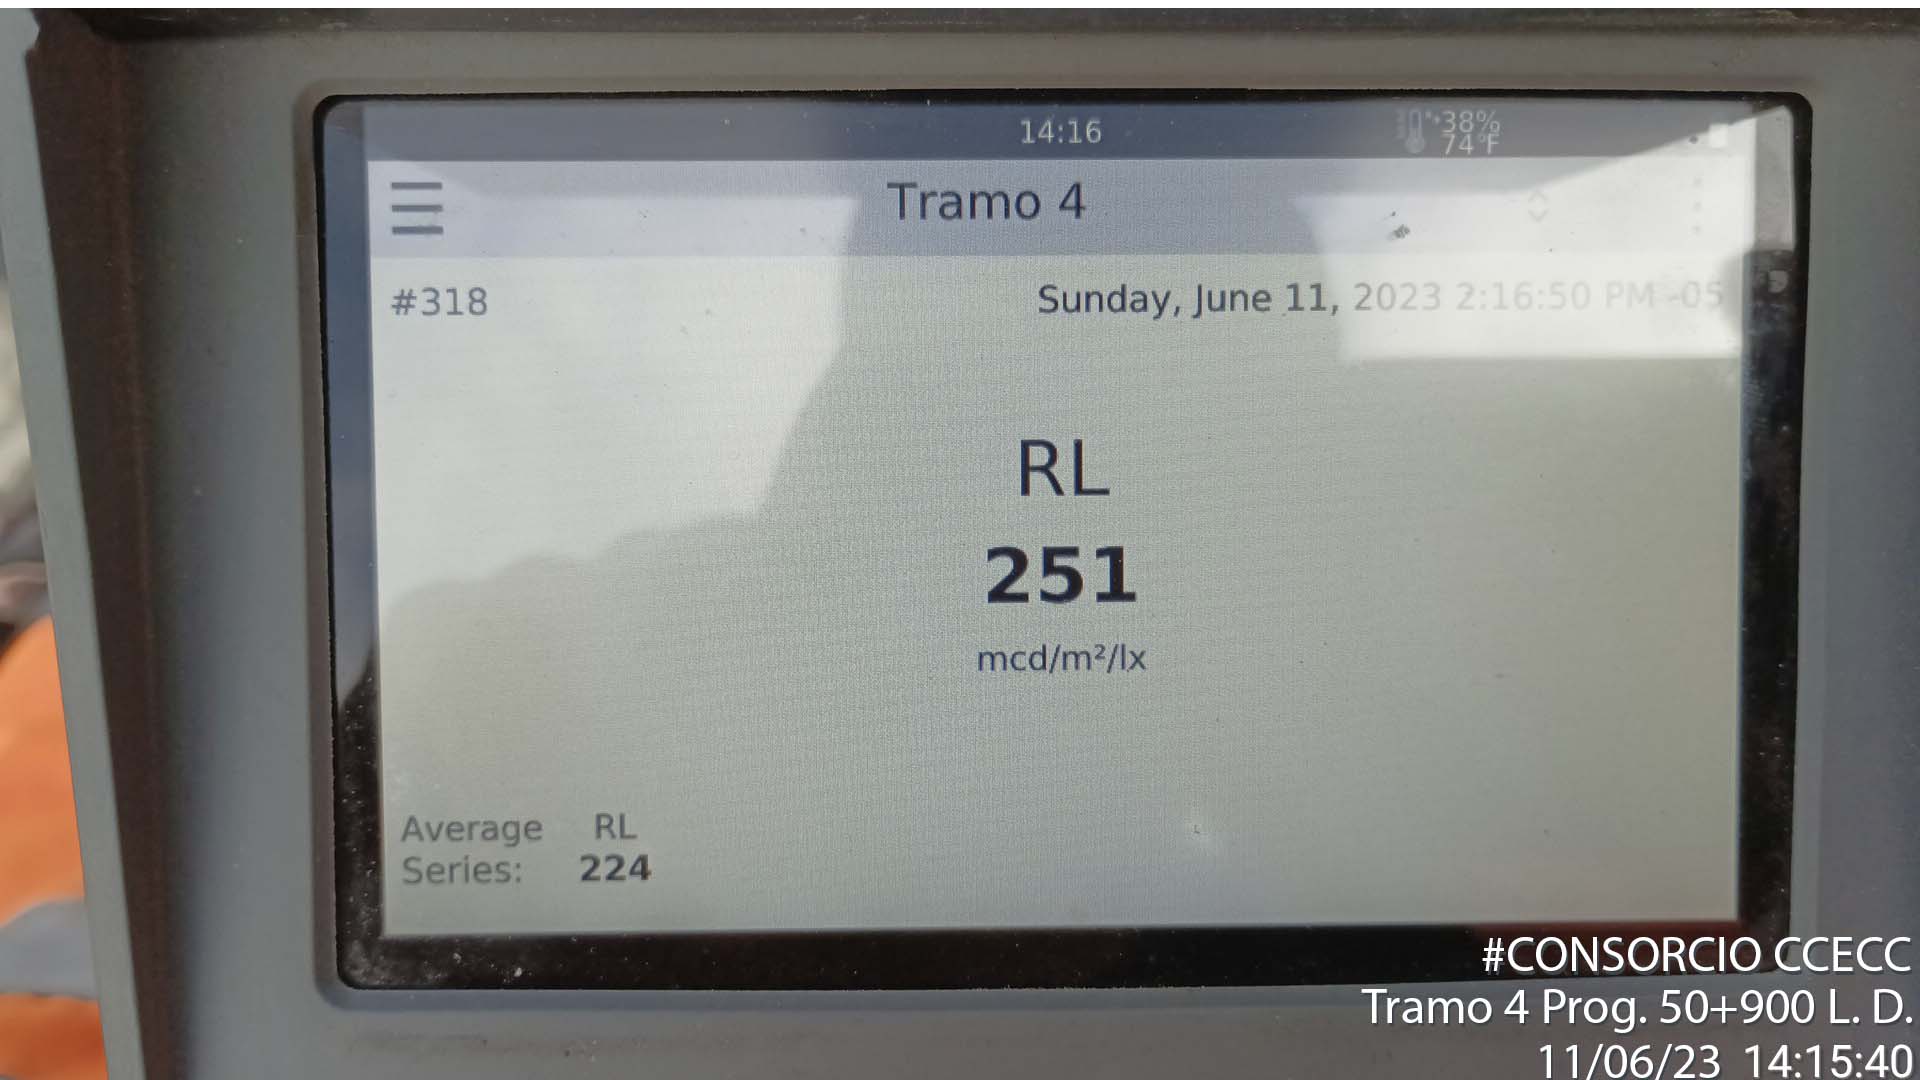 14:16
38%
74°F
Tramo 4
#318
Sunday, June 11, 2023 2:16:50 PM -05
RL
251
mcd/m²/lx
Average RL
Series: 224
#CONSORCIO CCECC
Tramo 4 Prog. 50+900 L. D.
11/06/23 14:15:40